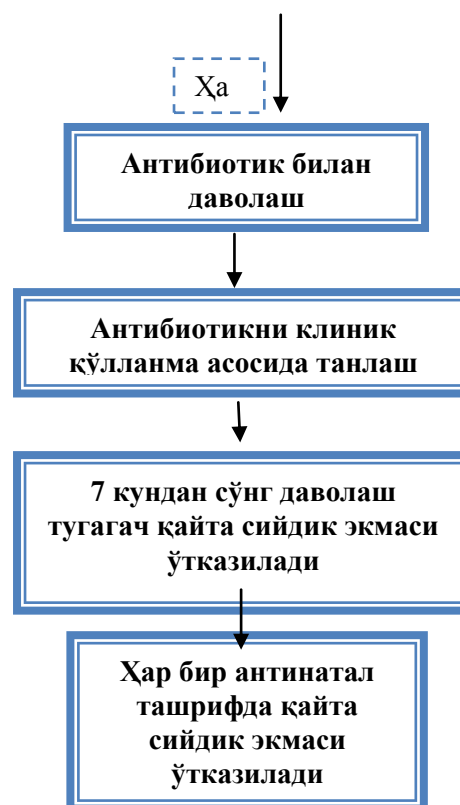 Ҳа
Антибиотик билан
даволаш
Антибиотикни клиник
қўлланма асосида танлаш
7 кундан сўнг даволаш
тугагач қайта сийдик экмаси
ўтказилади
Ҳар бир антинатал
ташрифда қайта
сийдик экмаси
ўтказилади